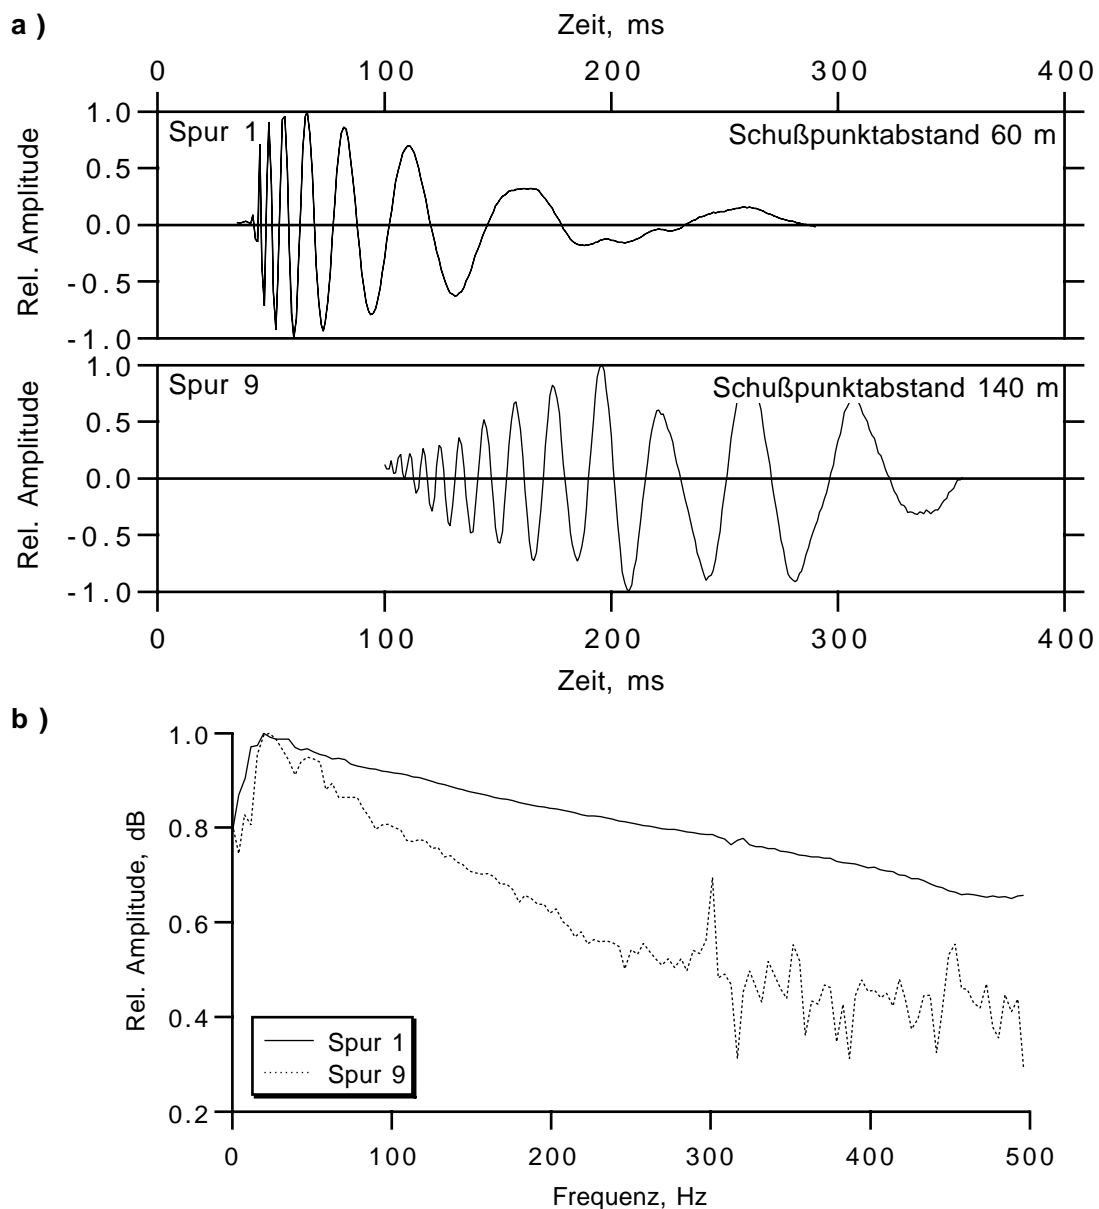 a )
Zeit, ms
0 100 200 300 400
Rel. Amplitude
1.0
0.5
0.0
-0.5
-1.0
Spur 1
Schußpunktabstand 60 m
Rel. Amplitude
1.0
0.5
0.0
-0.5
-1.0
Spur 9
Schußpunktabstand 140 m
0 100 200 300 400
Zeit, ms
b )
Rel. Amplitude, dB
1.0
0.8
0.6
0.4
0.2
Spur 1
Spur 9
0 100 200 300 400 500
Frequenz, Hz